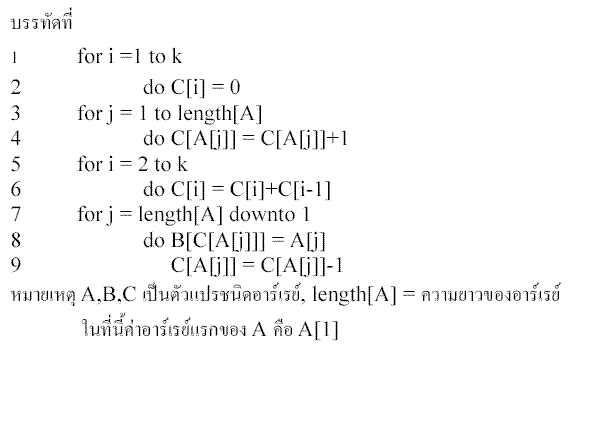 บรรทัดที่
1 for i =1 to k
2 do C[i] = 0
3 for j = 1 to length[A]
4 do C[A[j]] = C[A[j]]+1
5 for i = 2 to k
6 do C[i] = C[i]+C[i-1]
7 for j = length[A] downto 1
8 do B[C[A[j]]] = A[j]
9 C[A[j]] = C[A[j]]-1
หมายเหตุ A,B,C เป็นตัวแปรชนิดอาร์เรย์, length[A] = ความยาวของอาร์เรย์
ในที่นี้ค่าอาร์เรย์แรกของ A คือ A[1]